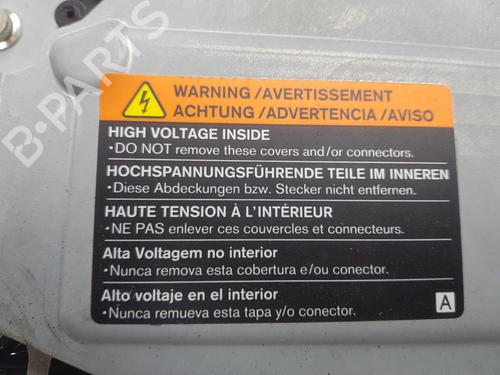 B-PARTS
WARNING /AVERTISSEMENT
ACHTUNG /ADVERTENCIA /AVISO
HIGH VOLTAGE INSIDE
•DO NOT remove these covers and/or connectors.
HOCHSPANNUNGSFÜHRENDE TEILE IM INNEREN
•Diese Abdeckungen bzw. Stecker nicht entfernen.
HAUTE TENSION À L'INTÉRIEUR
•NE PAS enlever ces couvercles et connecteurs.
Alta Voltagem no interior
•Nunca remova esta cobertura e/ou conector.
Alto voltaje en el interior
•Nunca remueva esta tapa y/o conector.
A